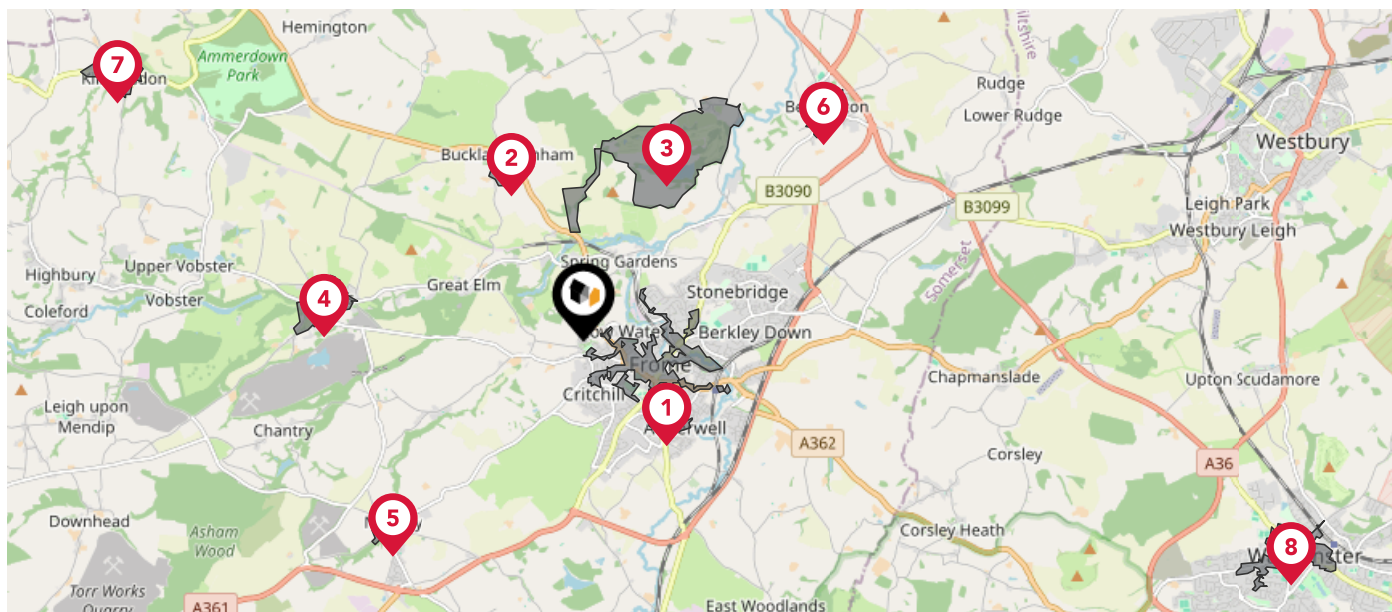 Hemington
Ammerdown
Park
7
6
Rudge
Lower Rudge
Westbury
2
3
B3090
B3099
Leigh Park
Westbury Leigh
Somerset
Upper Vobster
Highbury
Spring Gardens
Great Elm
Stonebridge
Vobster
Coleford
4
Berkley Down
Frome
Chapmanslade
Upton Scudamore
Critchill
1
Leigh upon
Mendip
Chantry
A362
Corsley
A36
Downhead
Asham
Wood
5
Corsley Heath
8
Torr Works
Quarry
A361
East Woodlands